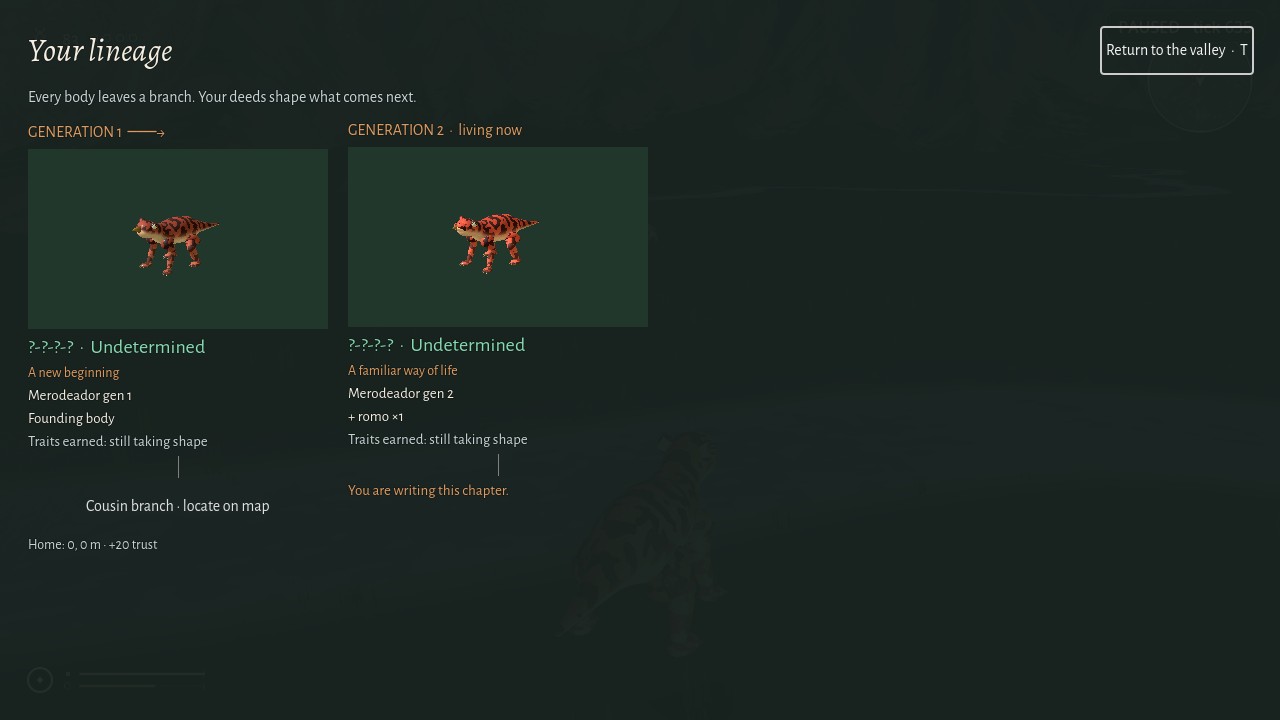 Your lineage
Return to the valley · T
Every body leaves a branch. Your deeds shape what comes next.
GENERATION 1 ⟶
?-?-?-? · Undetermined
A new beginning
Merodeador gen 1
Founding body
Traits earned: still taking shape
Cousin branch · locate on map
Home: 0, 0 m · +20 trust
GENERATION 2 · living now
?-?-?-? · Undetermined
A familiar way of life
Merodeador gen 2
+ romo ×1
Traits earned: still taking shape
You are writing this chapter.